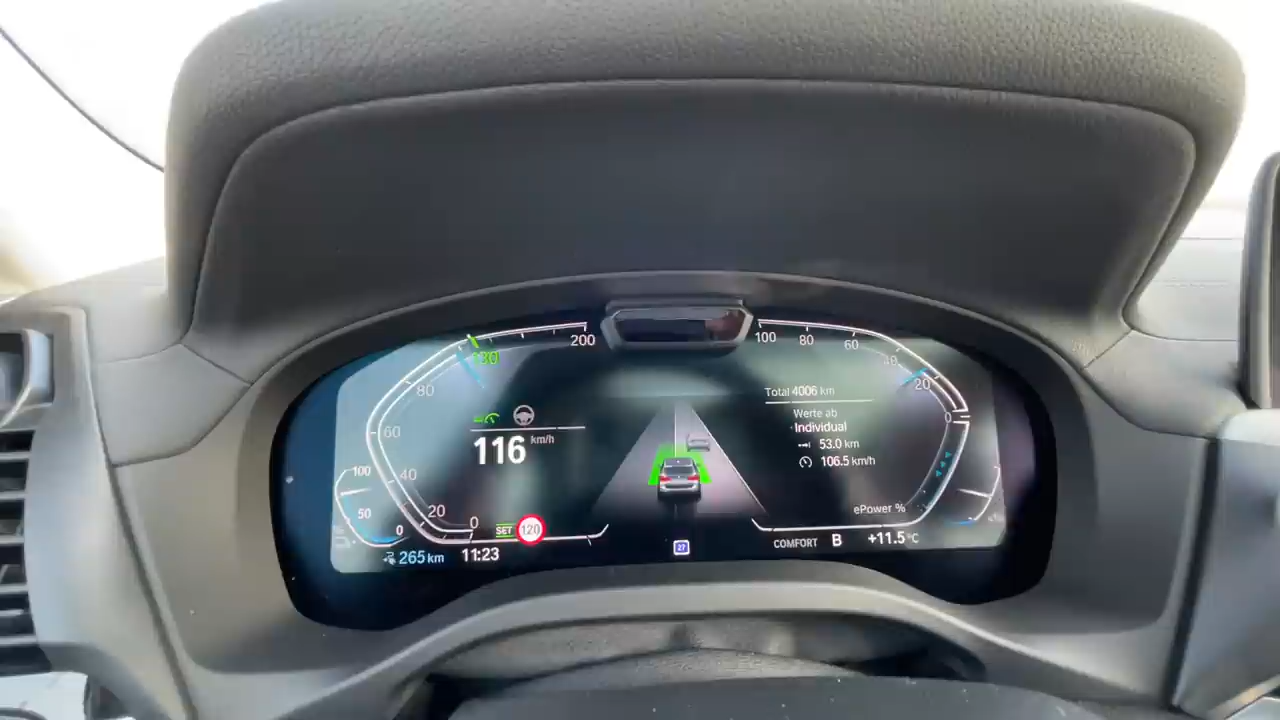 200
130
80
60
40
20
0
116 km/h
100
50
0
SET 120
265 km 11:23
27
100
80
60
40
20
0
Total 4006 km
Werte ab
Individual
53.0 km
106.5 km/h
ePower %
COMFORT B +11.5°C